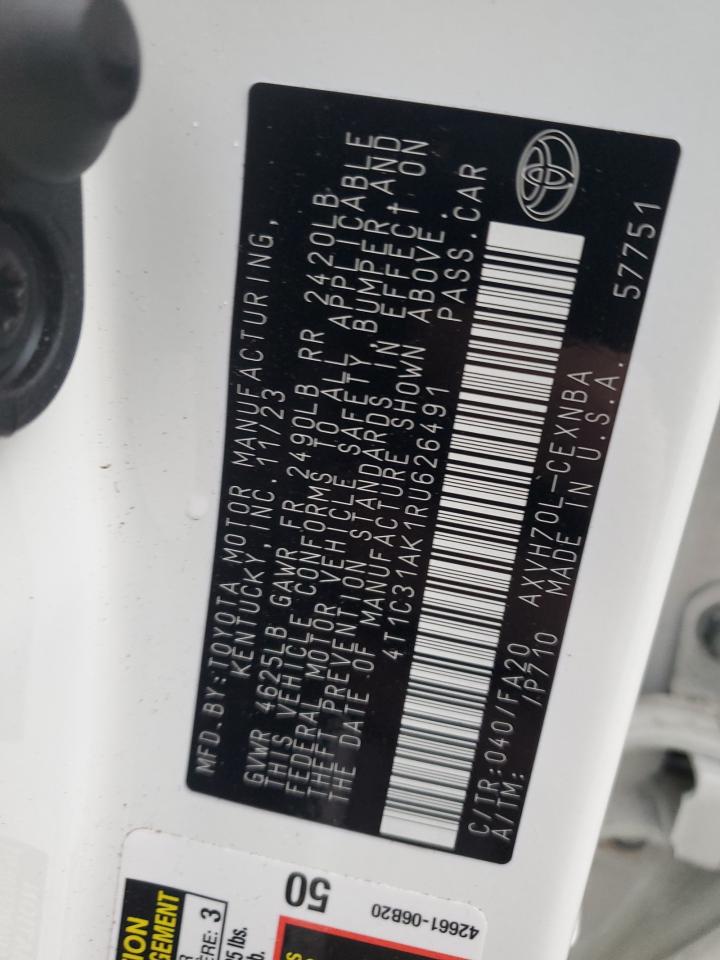 MFD.BY:TOYOTA MOTOR MANUFACTURING,
KENTUCKY, INC. 11/23
GVWR 4625LB GAWR FR 2490LB RR 2420LB
THIS VEHICLE CONFORMS TO ALL APPLICABLE
FEDERAL MOTOR VEHICLE SAFETY, BUMPER AND
THEFT PREVENTION STANDARDS IN EFFECT ON
THE DATE OF MANUFACTURE SHOWN ABOVE.
4T1C31AK1RU626491 PASS.CAR
C/TR:040/FA20 AXVH70L-CEXNBA
A/TM: /P710 MADE IN U.S.A. 57751
50
42661-06B20
3